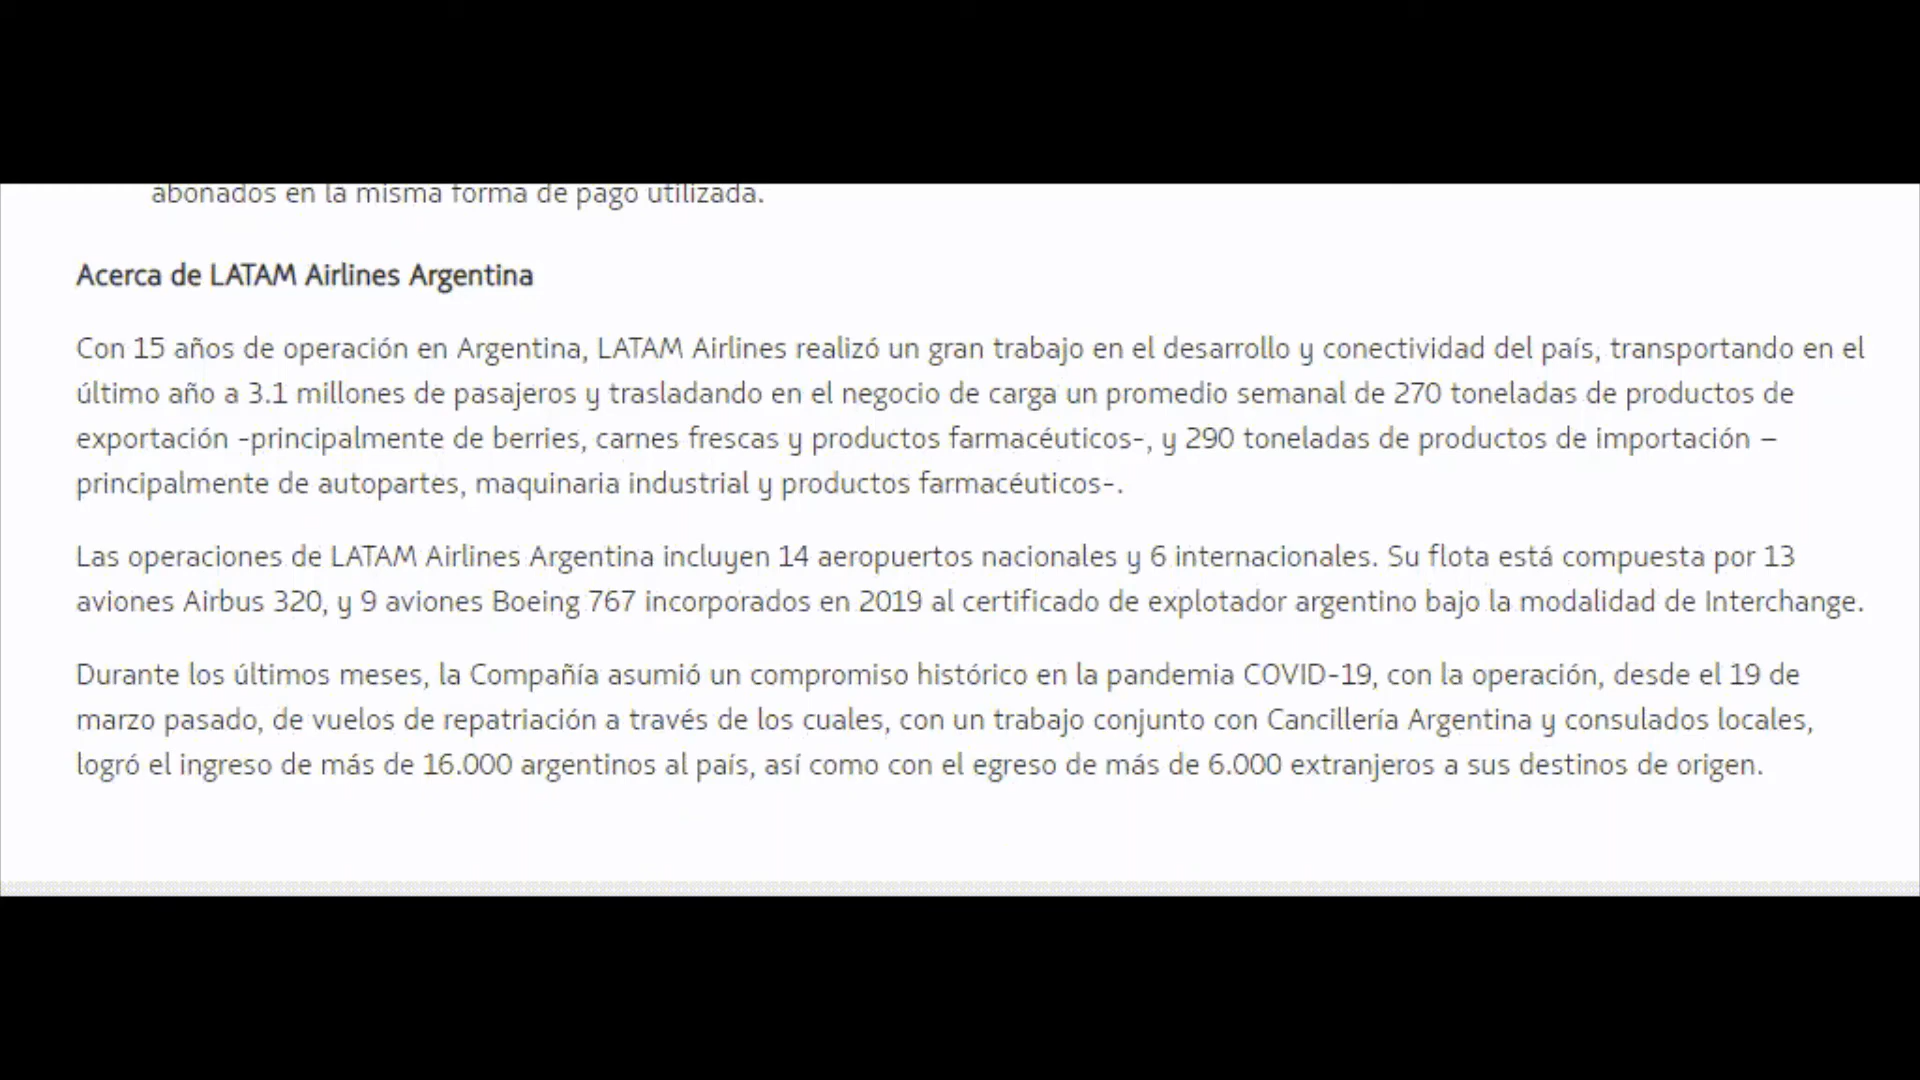 abonados en la misma forma de pago utilizada.
Acerca de LATAM Airlines Argentina
Con 15 años de operación en Argentina, LATAM Airlines realizó un gran trabajo en el desarrollo y conectividad del país, transportando en el
último año a 3.1 millones de pasajeros y trasladando en el negocio de carga un promedio semanal de 270 toneladas de productos de
exportación -principalmente de berries, carnes frescas y productos farmacéuticos-, y 290 toneladas de productos de importación –
principalmente de autopartes, maquinaria industrial y productos farmacéuticos-.
Las operaciones de LATAM Airlines Argentina incluyen 14 aeropuertos nacionales y 6 internacionales. Su flota está compuesta por 13
aviones Airbus 320, y 9 aviones Boeing 767 incorporados en 2019 al certificado de explotador argentino bajo la modalidad de Interchange.
Durante los últimos meses, la Compañía asumió un compromiso histórico en la pandemia COVID-19, con la operación, desde el 19 de
marzo pasado, de vuelos de repatriación a través de los cuales, con un trabajo conjunto con Cancillería Argentina y consulados locales,
logró el ingreso de más de 16.000 argentinos al país, así como con el egreso de más de 6.000 extranjeros a sus destinos de origen.